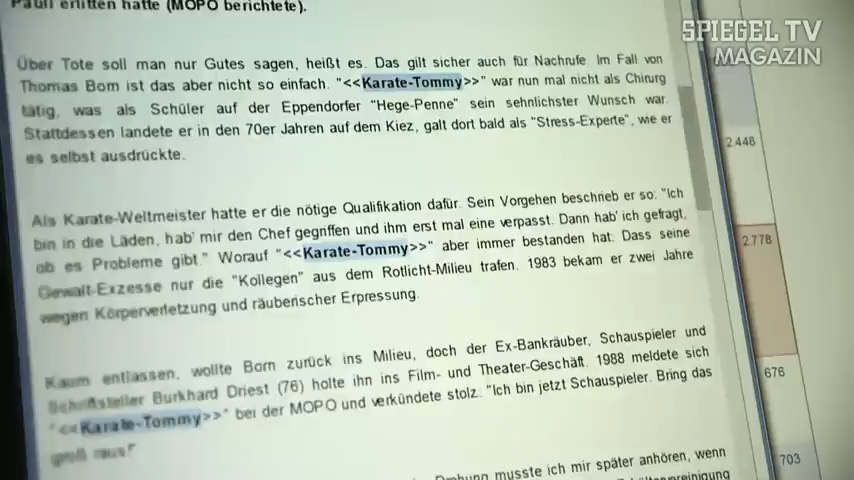 Pauli erlitten hatte (MOPO berichtete).
SPIEGEL TV
MAGAZIN
Über Tote soll man nur Gutes sagen, heißt es. Das gilt sicher auch für Nachrufe. Im Fall von
Thomas Born ist das aber nicht so einfach. "<<Karate-Tommy>>" war nun mal nicht als Chirurg
tätig, was als Schüler auf der Eppendorfer "Hege-Penne" sein sehnlichster Wunsch war.
Stattdessen landete er in den 70er Jahren auf dem Kiez, galt dort bald als "Stress-Experte", wie er
es selbst ausdrückte.
Als Karate-Weltmeister hatte er die nötige Qualifikation dafür. Sein Vorgehen beschrieb er so: "Ich
bin in die Läden, hab' mir den Chef gegriffen und ihm erst mal eine verpasst. Dann hab' ich gefragt,
ob es Probleme gibt." Worauf "<<Karate-Tommy>>" aber immer bestanden hat: Dass seine
Gewalt-Exzesse nur die "Kollegen" aus dem Rotlicht-Milieu trafen. 1983 bekam er zwei Jahre
wegen Körperverletzung und räuberischer Erpressung.
Kaum entlassen, wollte Born zurück ins Milieu, doch der Ex-Bankräuber, Schauspieler und
Schriftsteller Burkhard Driest (76) holte ihn ins Film- und Theater-Geschäft. 1988 meldete sich
"<<Karate-Tommy>>" bei der MOPO und verkündete stolz: "Ich bin jetzt Schauspieler. Bring das
groß raus!"
musste ich mir später anhören, wenn
2.448
2.778
676
703